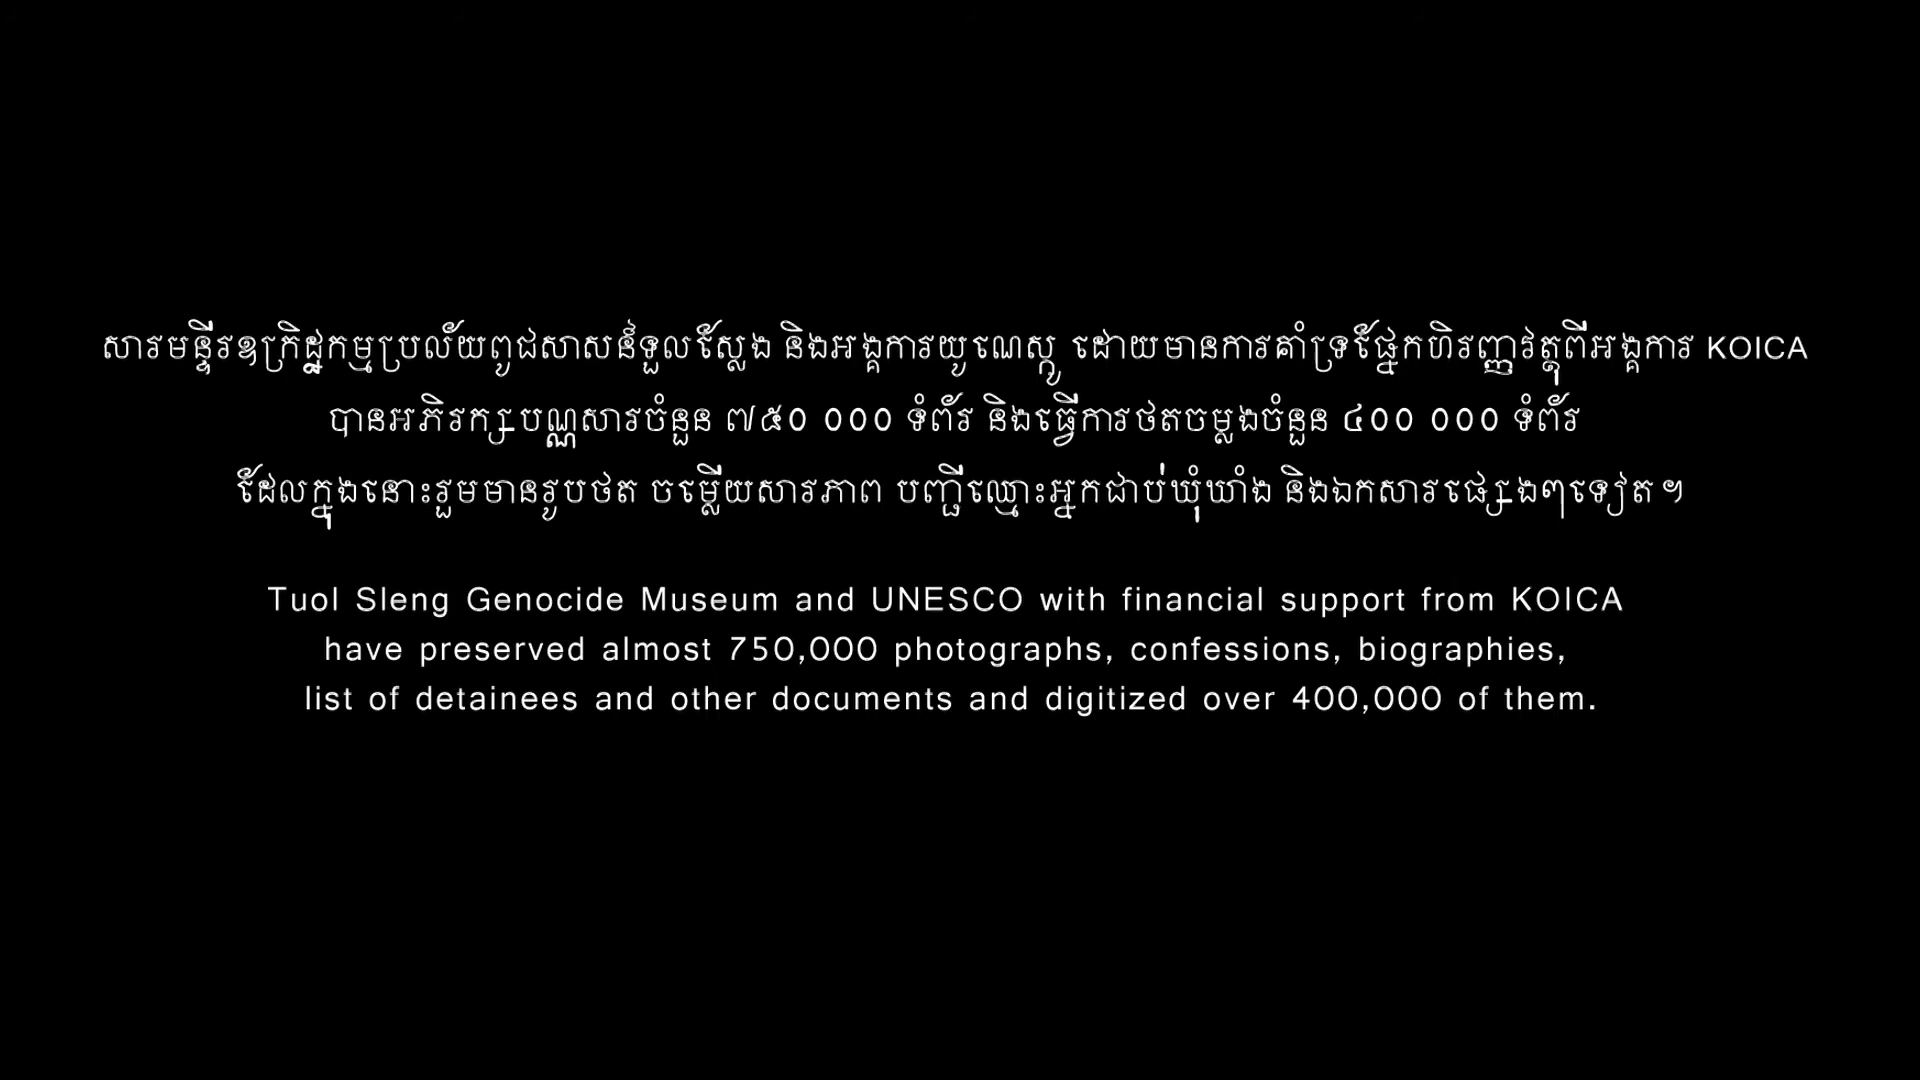 សារមន្ទីរឧក្រិដ្ឋកម្មប្រល័យពូជសាសន៍ទួលស្លែង និងអង្គការយូណេស្កូ ដោយមានការគាំទ្រផ្នែកហិរញ្ញវត្ថុពីអង្គការ KOICA
បានអភិរក្សបណ្ណសារចំនួន ៧៥០ ០០០ ទំព័រ និងធ្វើការថតចម្លងចំនួន ៤០០ ០០០ ទំព័រ
ដែលក្នុងនោះរួមមានរូបថត ចម្លើយសារភាព បញ្ជីឈ្មោះអ្នកជាប់ឃុំឃាំង និងឯកសារផ្សេងៗទៀត។
Tuol Sleng Genocide Museum and UNESCO with financial support from KOICA
have preserved almost 750,000 photographs, confessions, biographies,
list of detainees and other documents and digitized over 400,000 of them.